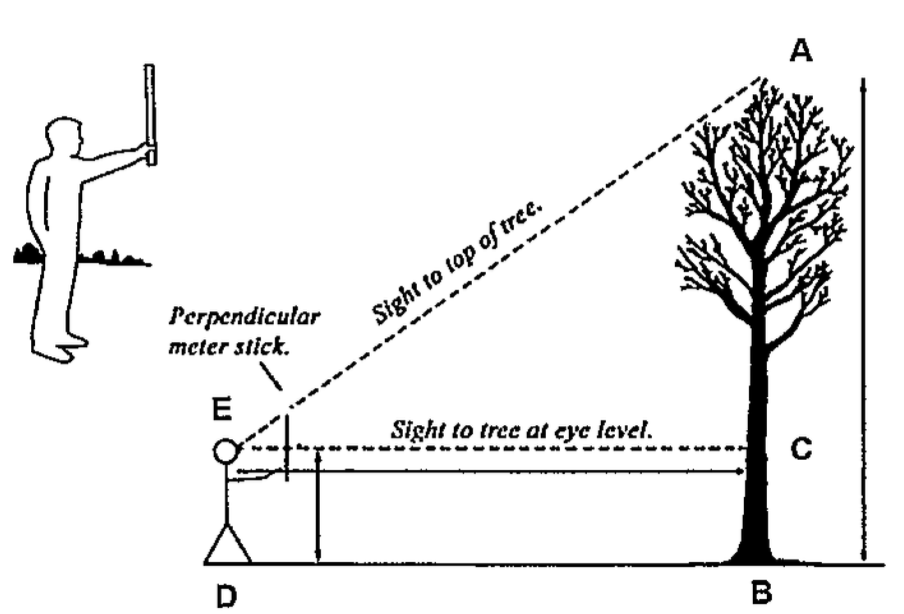 A
Sight to top of tree.
Perpendicular
meter stick.
E
Sight to tree at eye level.
C
D
B